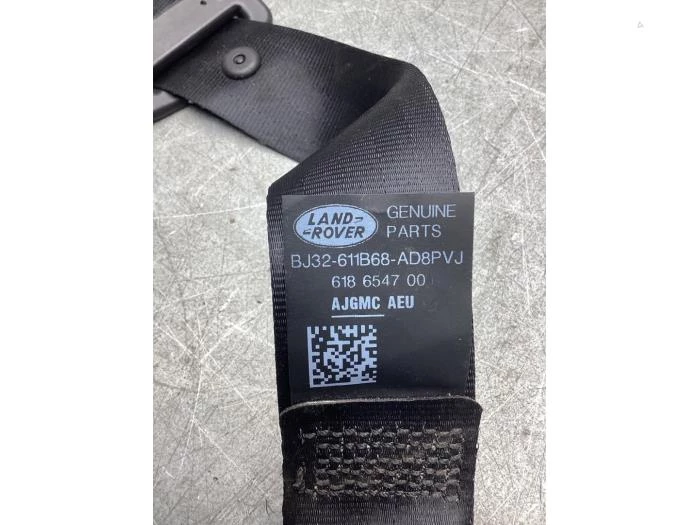 LAND-
-ROVER
GENUINE
PARTS
BJ32-611B68-AD8PVJ
618 6547 00
AJGMC AEU